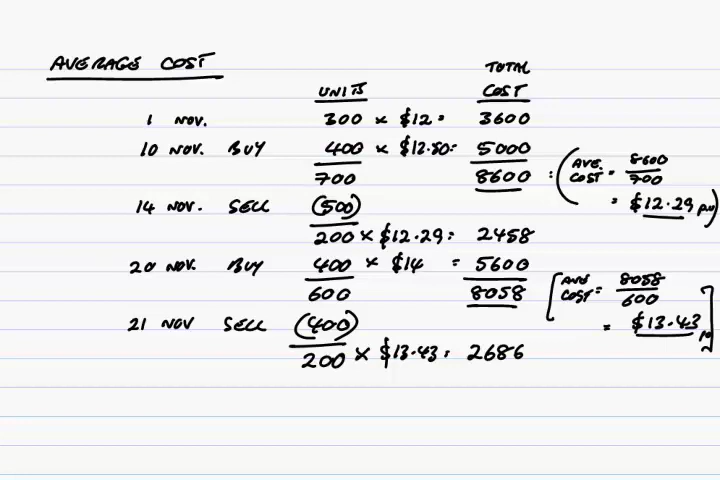 AVERAGE COST
UNITS TOTAL COST
1 NOV. 300 × $12 = 3600
10 NOV. BUY 400 × $12.50 = 5000
700 8600 : (AVE. COST = 8600/700
= $12.29 p.u)
14 NOV. SELL (500)
200 × $12.29 = 2458
20 NOV. BUY 400 × $14 = 5600
600 8058 [AVE COST = 8058/600
= $13.43 p.u]
21 NOV SELL (400)
200 × $13.43 = 2686